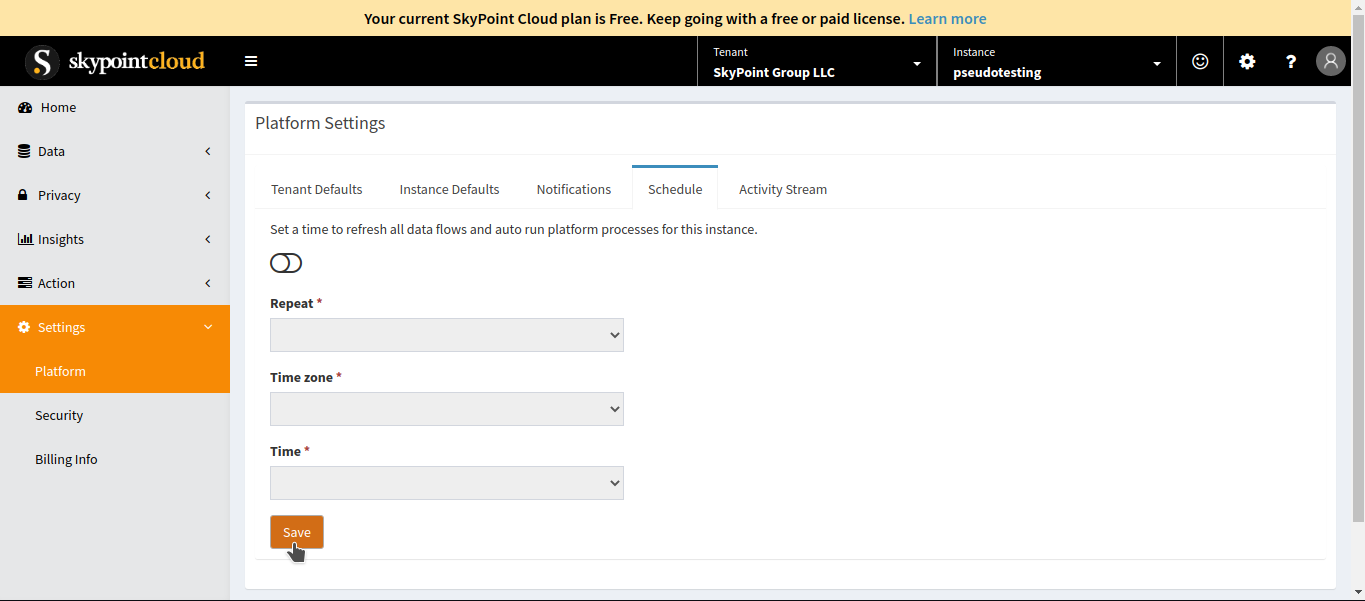 Your current SkyPoint Cloud plan is Free. Keep going with a free or paid license. Learn more
S skypointcloud
Tenant
SkyPoint Group LLC
Instance
pseudotesting
?
Home
Data
Privacy
Insights
Action
Settings
Platform
Security
Billing Info
Platform Settings
Tenant Defaults Instance Defaults Notifications Schedule Activity Stream
Set a time to refresh all data flows and auto run platform processes for this instance.
Repeat *
Time zone *
Time *
Save